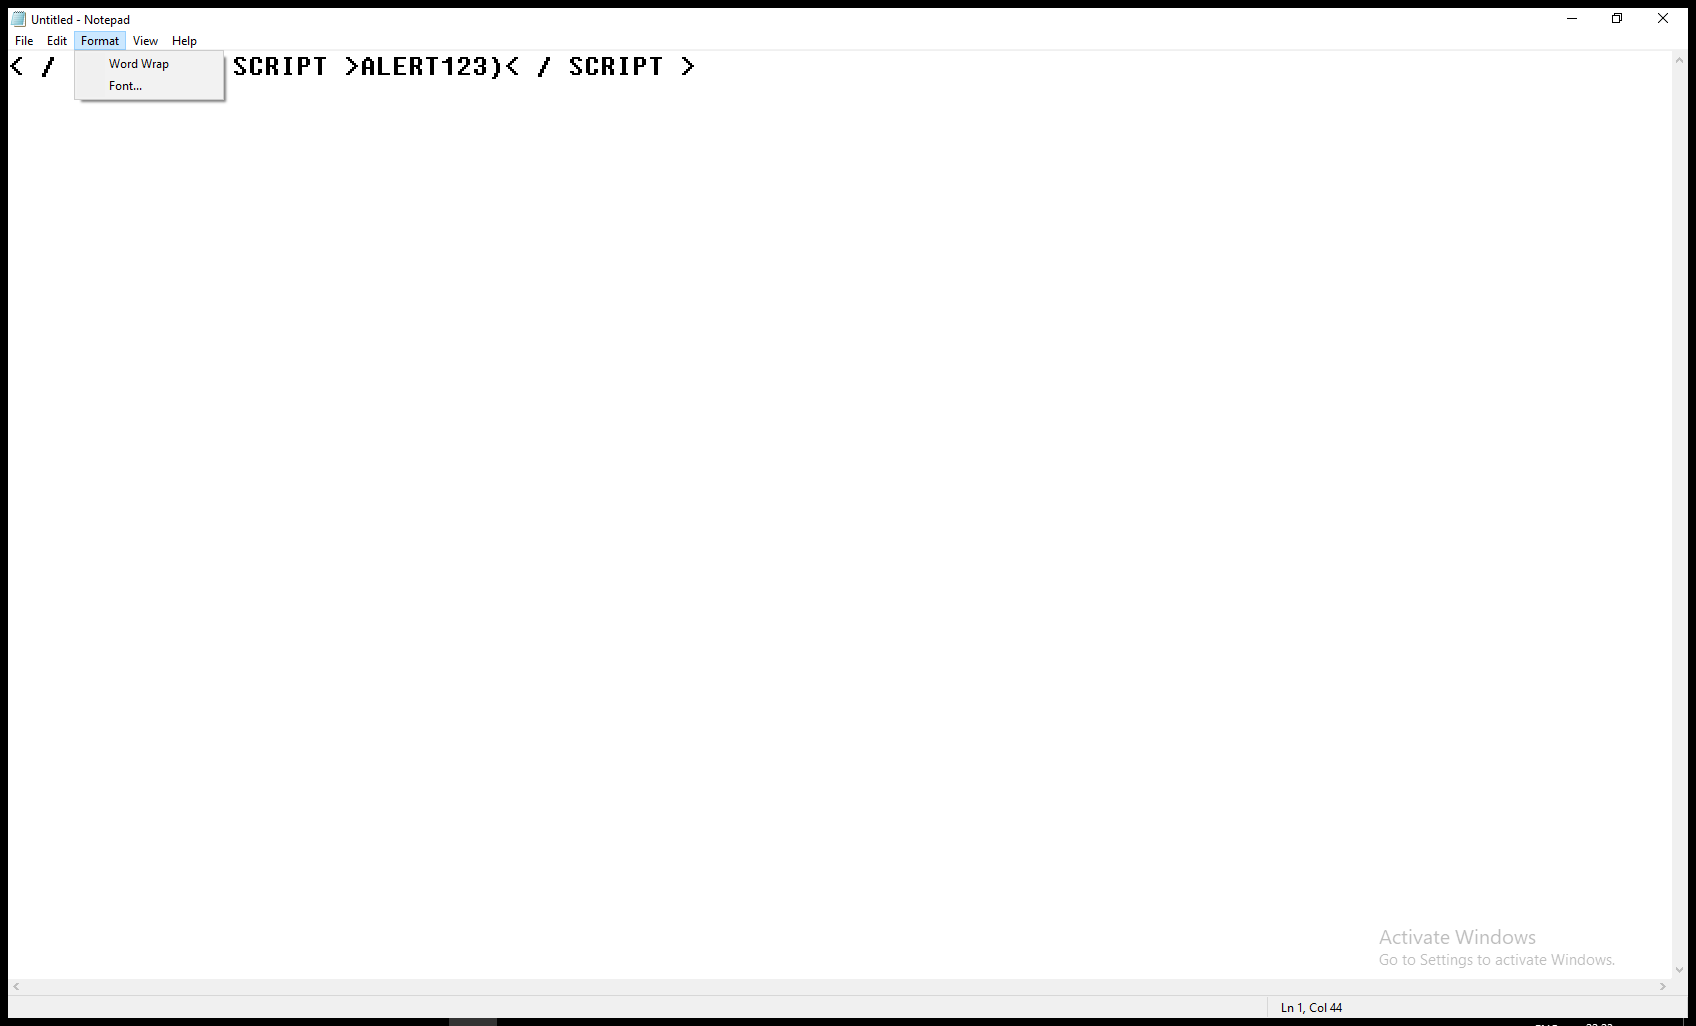 Untitled - Notepad
File Edit Format View Help
Word Wrap
Font...
< / SCRIPT >ALERT123)< / SCRIPT >
Activate Windows
Go to Settings to activate Windows.
Ln 1, Col 44